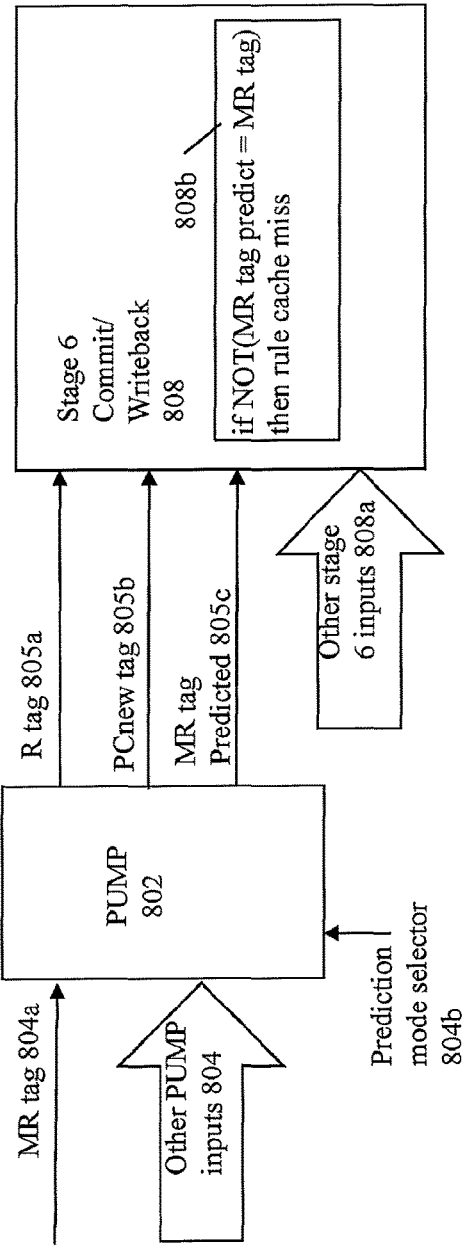 MR tag 804a
Other PUMP
inputs 804
Prediction
mode selector
804b
PUMP
802
R tag 805a
PCnew tag 805b
MR tag
Predicted 805c
Other stage
6 inputs 808a
Stage 6
Commit/
Writeback
808
808b
if NOT(MR tag predict = MR tag)
then rule cache miss